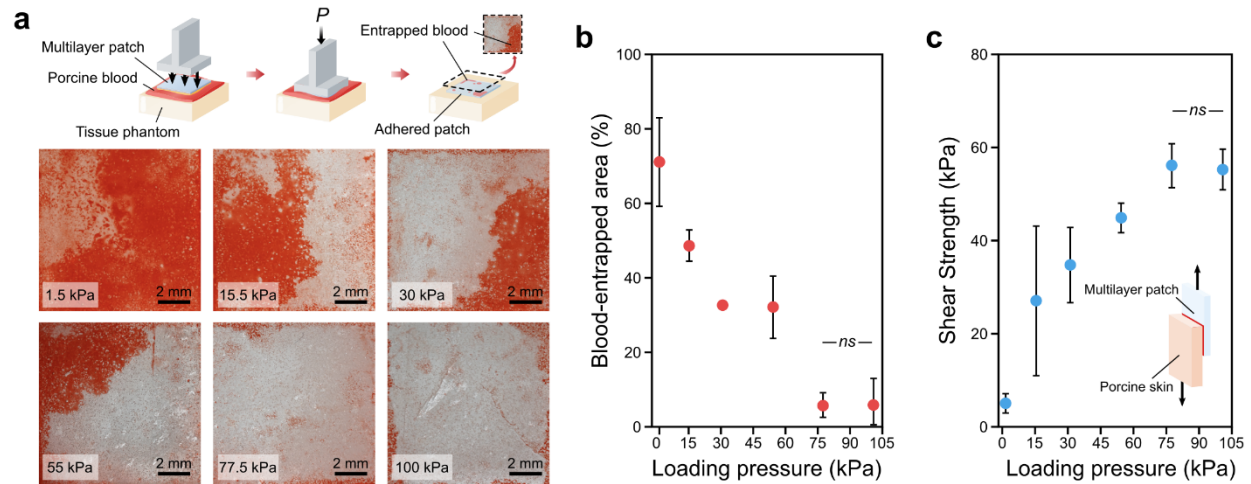 a
P
Multilayer patch
Porcine blood
Tissue phantom
Entrapped blood
Adhered patch
1.5 kPa
2 mm
15.5 kPa
2 mm
30 kPa
2 mm
55 kPa
2 mm
77.5 kPa
2 mm
100 kPa
2 mm
b
Blood-entrapped area (%)
100
80
60
40
20
0
ns
0 15 30 45 60 75 90 105
Loading pressure (kPa)
c
Shear Strength (kPa)
80
60
40
20
0
ns
Multilayer patch
Porcine skin
0 15 30 45 60 75 90 105
Loading pressure (kPa)